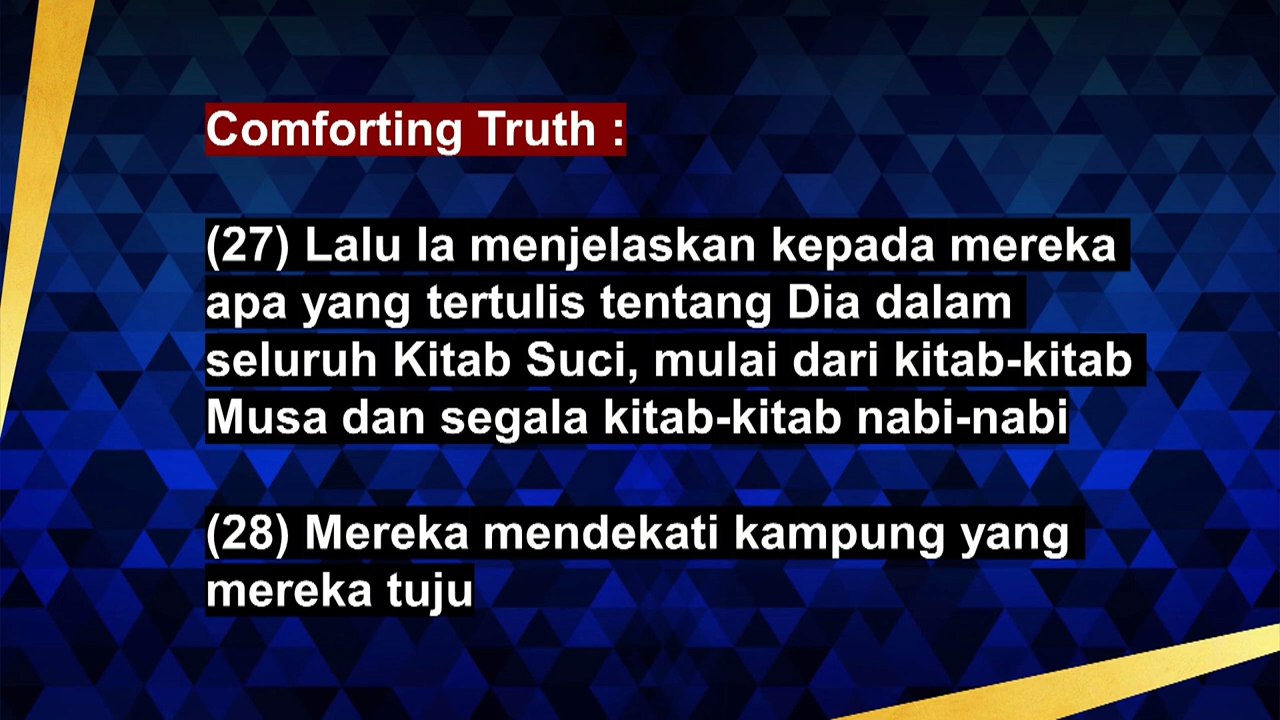 Comforting Truth :
(27) Lalu Ia menjelaskan kepada mereka
apa yang tertulis tentang Dia dalam
seluruh Kitab Suci, mulai dari kitab-kitab
Musa dan segala kitab-kitab nabi-nabi
(28) Mereka mendekati kampung yang
mereka tuju